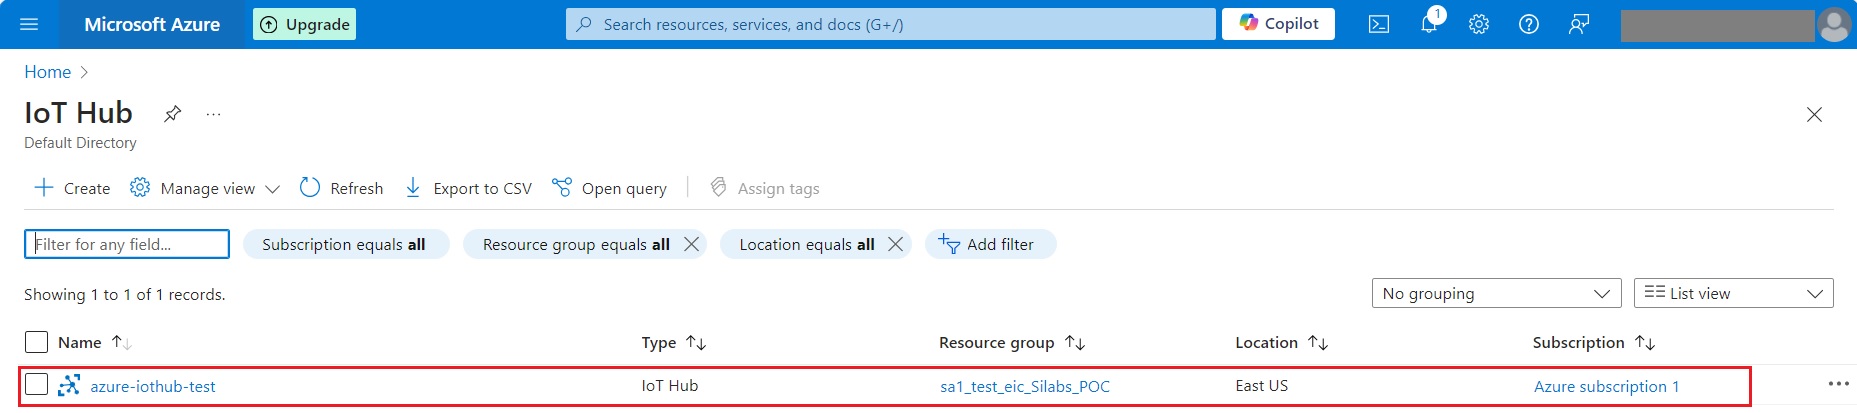 Microsoft Azure Upgrade Search resources, services, and docs (G+/) Copilot 1
Home
IoT Hub ...
Default Directory
Create Manage view Refresh Export to CSV Open query Assign tags
Filter for any field... Subscription equals all Resource group equals all Location equals all Add filter
Showing 1 to 1 of 1 records. No grouping List view
Name Type Resource group Location Subscription
azure-iothub-test IoT Hub sa1_test_eic_Silabs_POC East US Azure subscription 1 ...